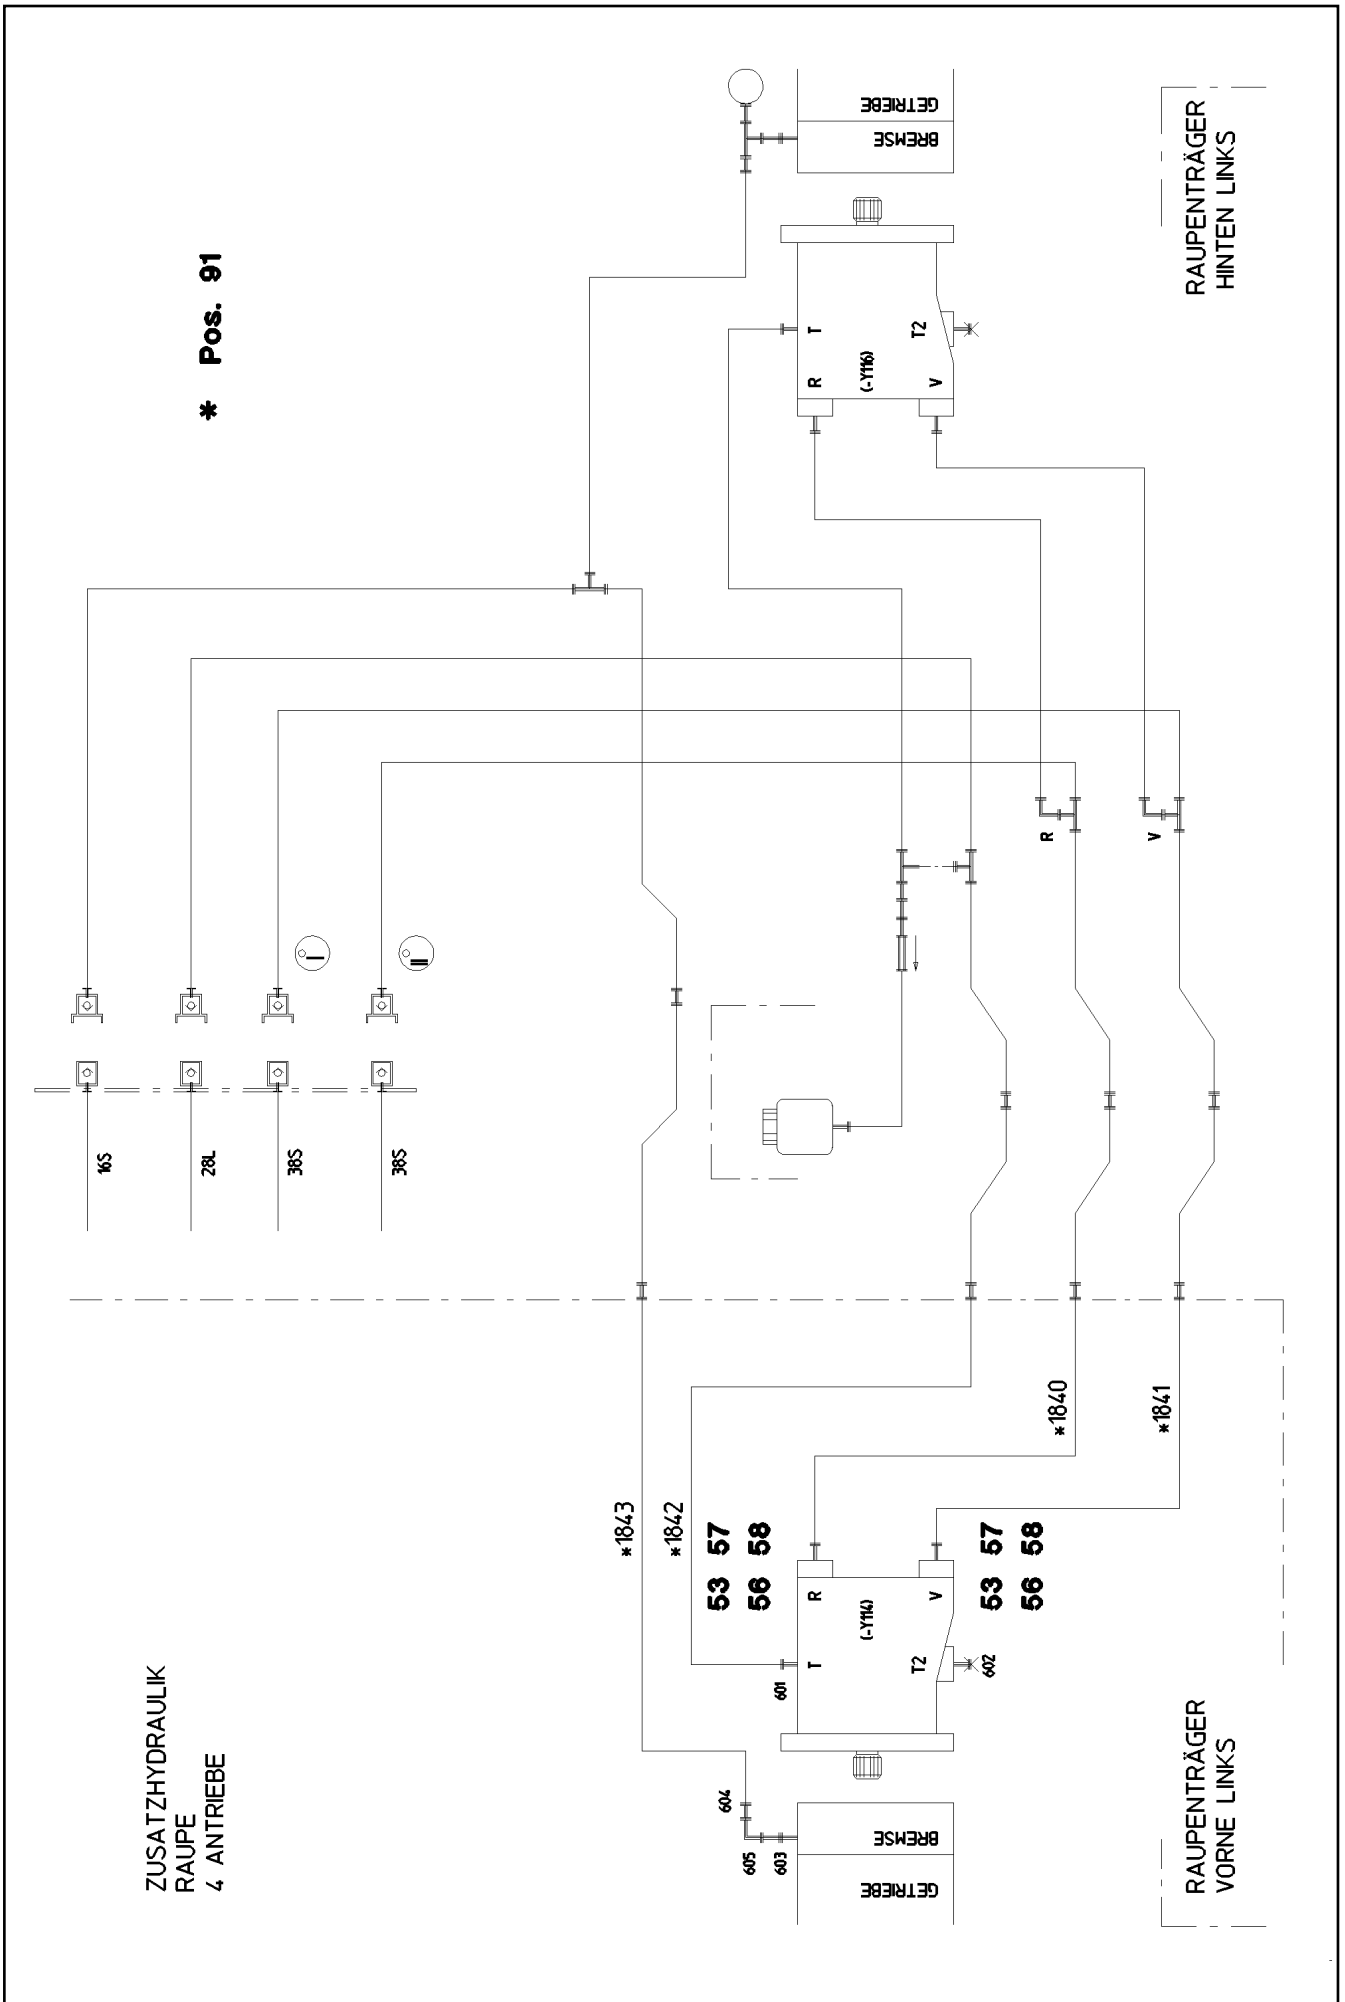 ZUSATZHYDRAULIK
RAUPE
4 ANTRIEBE
* Pos. 91
16S
28L
38S
38S
I
II
*1843
*1842
53 57
56 58
*1840
*1841
53 57
56 58
604
605
603
601
602
R
T
(-Y114)
T2
V
BREMSE
GETRIEBE
RAUPENTRÄGER
VORNE LINKS
R
V
R
T
(-Y116)
T2
V
BREMSE
GETRIEBE
RAUPENTRÄGER
HINTEN LINKS